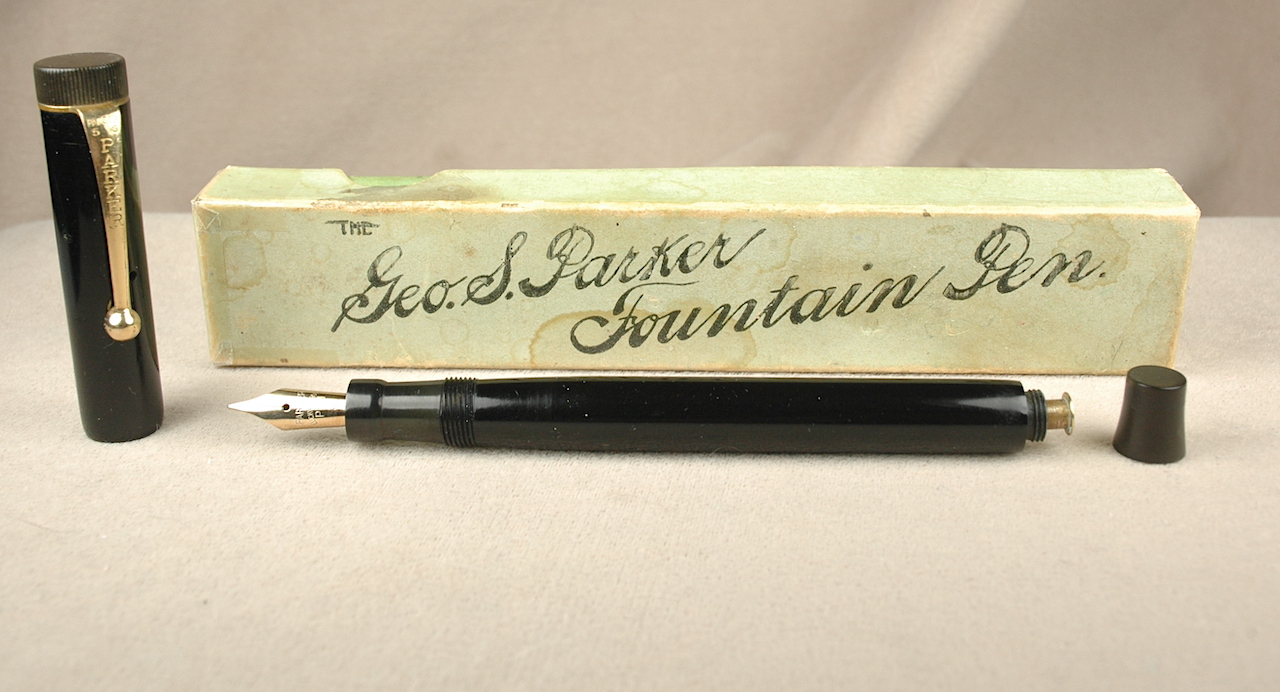 THE
Geo. S. Parker
Fountain Pen.
PARKER